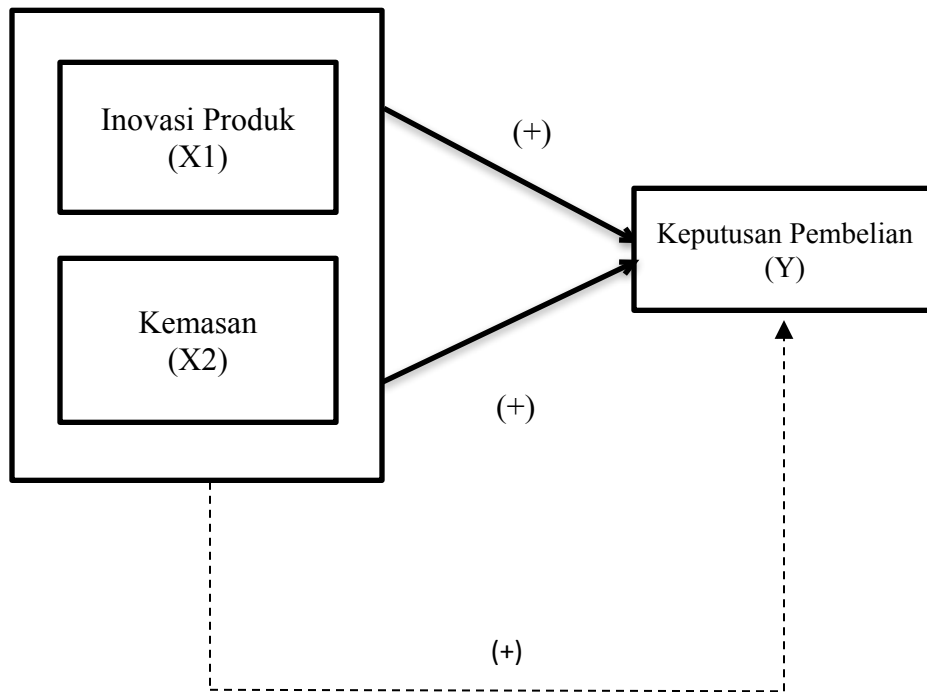 Inovasi Produk
(X1)
(+)
Keputusan Pembelian
(Y)
Kemasan
(X2)
(+)
(+)